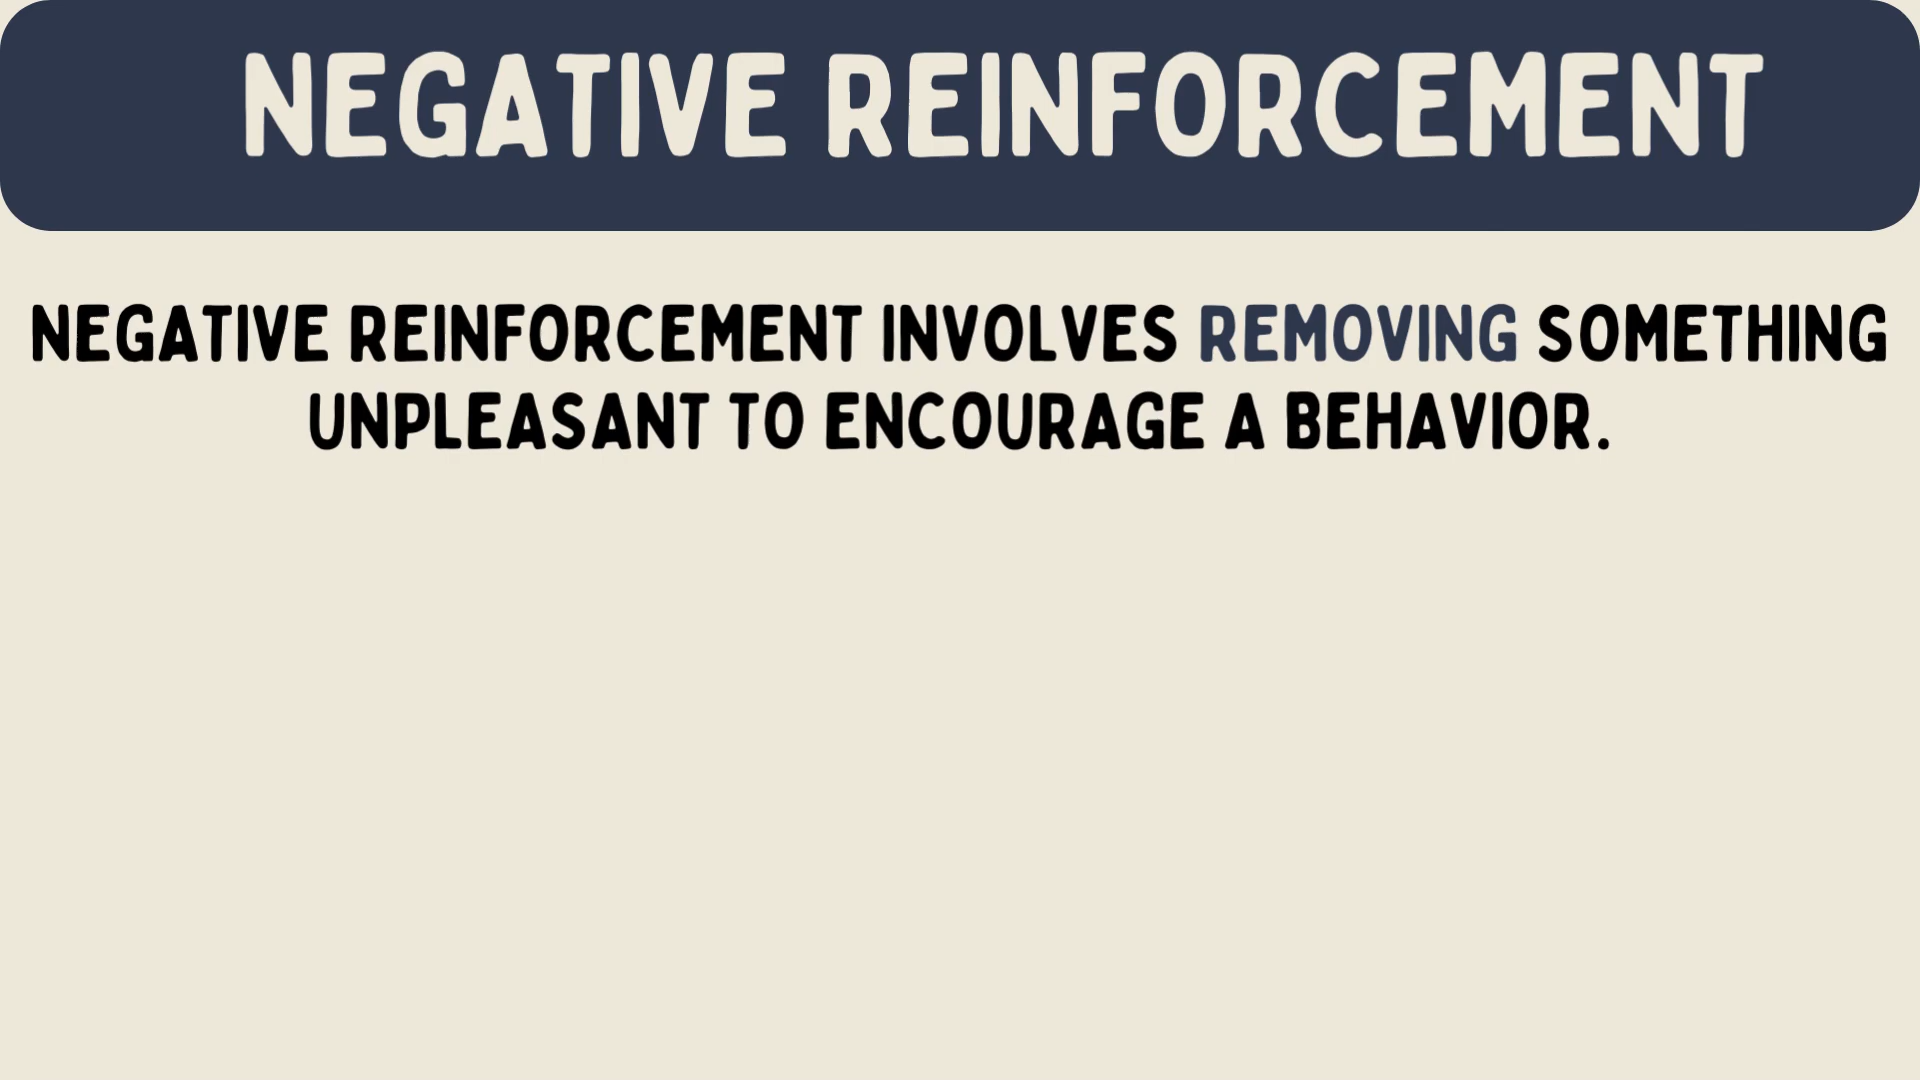 NEGATIVE REINFORCEMENT
NEGATIVE REINFORCEMENT INVOLVES REMOVING SOMETHING
UNPLEASANT TO ENCOURAGE A BEHAVIOR.